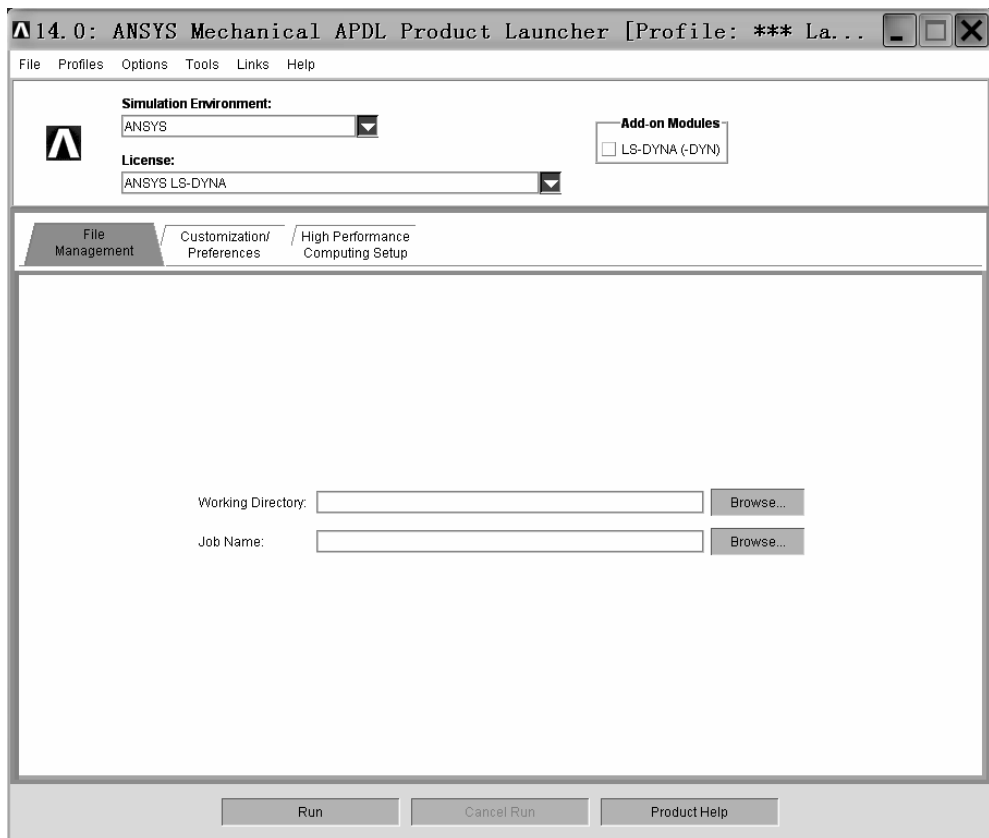 14.0: ANSYS Mechanical APDL Product Launcher [Profile: *** La...
File Profiles Options Tools Links Help
Simulation Environment:
ANSYS
Add-on Modules
LS-DYNA (-DYN)
License:
ANSYS LS-DYNA
File
Management
Customization/
Preferences
High Performance
Computing Setup
Working Directory:
Browse...
Job Name:
Browse...
Run
Cancel Run
Product Help